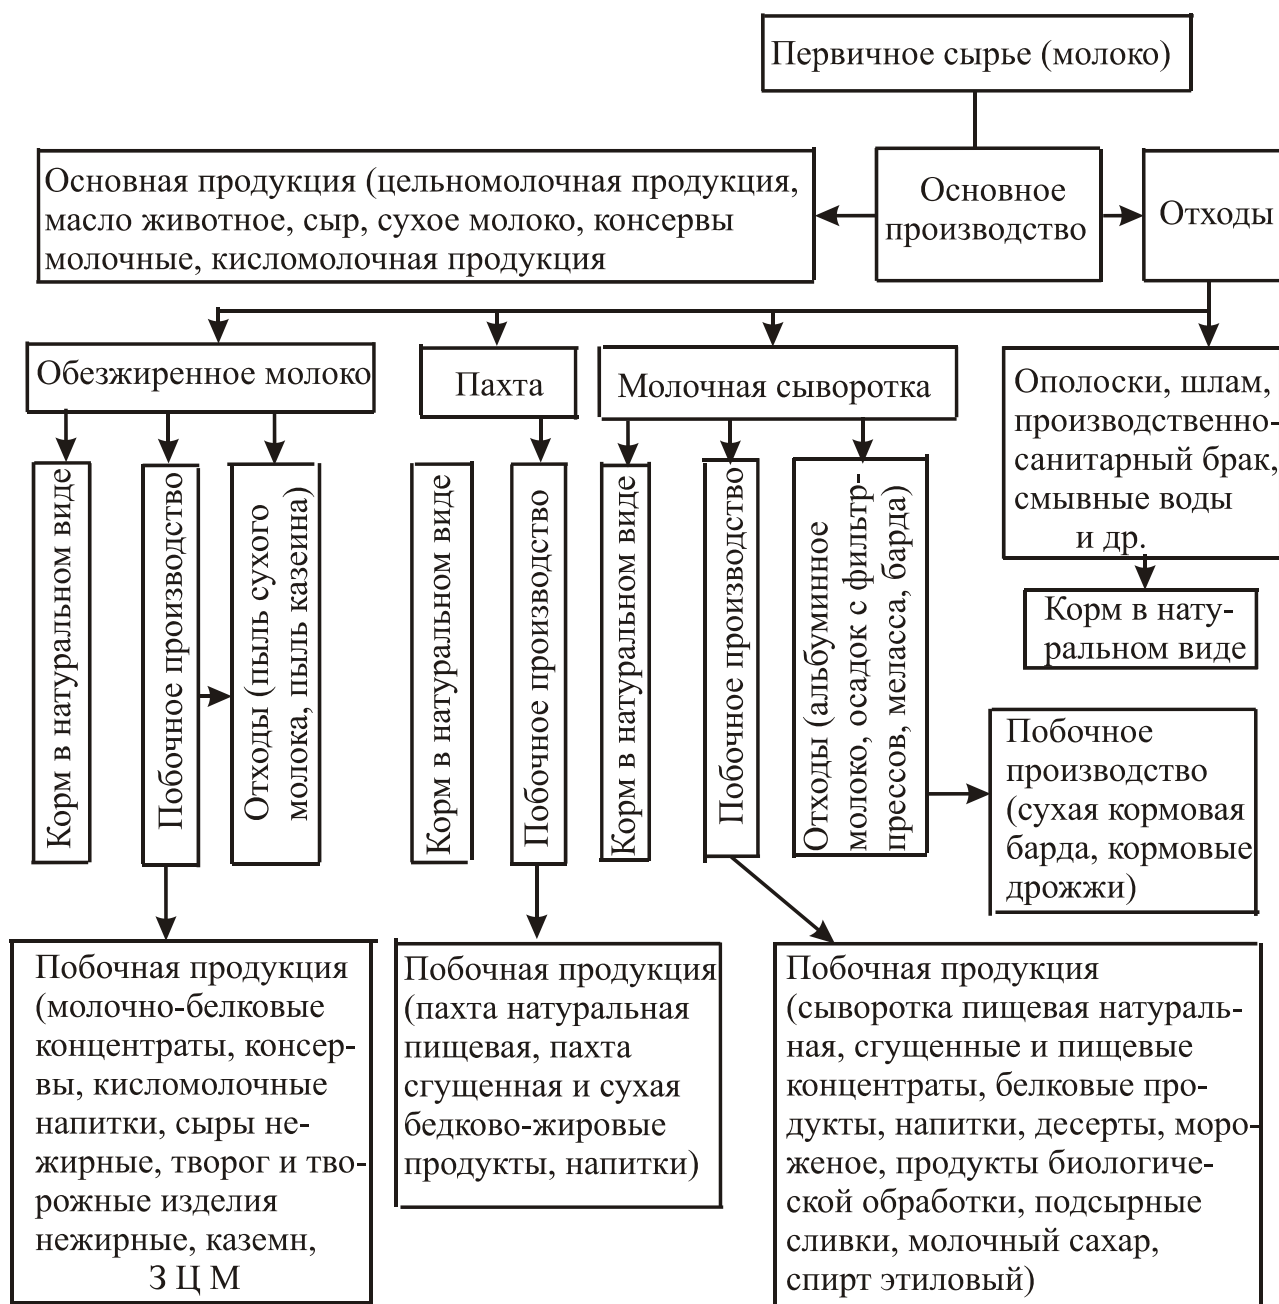 Первичное сырье (молоко)
Основная продукция (цельномолочная продукция,
масло животное, сыр, сухое молоко, консервы
молочные, кисломолочная продукция
Основное
производство
Отходы
Обезжиренное молоко
Пахта
Молочная сыворотка
Ополоски, шлам,
производственно-
санитарный брак,
смывные воды
и др.
Корм в нату-
ральном виде
Корм в натуральном виде
Побочное производство
Отходы (пыль сухого
молока, пыль казеина)
Корм в натуральном виде
Побочное производство
Корм в натуральном виде
Побочное производство
Отходы (альбуминное
молоко, осадок с фильтр-
прессов, меласса, барда)
Побочное
производство
(сухая кормовая
барда, кормовые
дрожжи)
Побочная продукция
(молочно-белковые
концентраты, консер-
вы, кисломолочные
напитки, сыры не-
жирные, творог и тво-
рожные изделия
нежирные, каземн,
З Ц М
Побочная продукция
(пахта натуральная
пищевая, пахта
сгущенная и сухая
бедково-жировые
продукты, напитки)
Побочная продукция
(сыворотка пищевая натураль-
ная, сгущенные и пищевые
концентраты, белковые про-
дукты, напитки, десерты, моро-
женое, продукты биологиче-
ской обработки, подсырные
сливки, молочный сахар,
спирт этиловый)